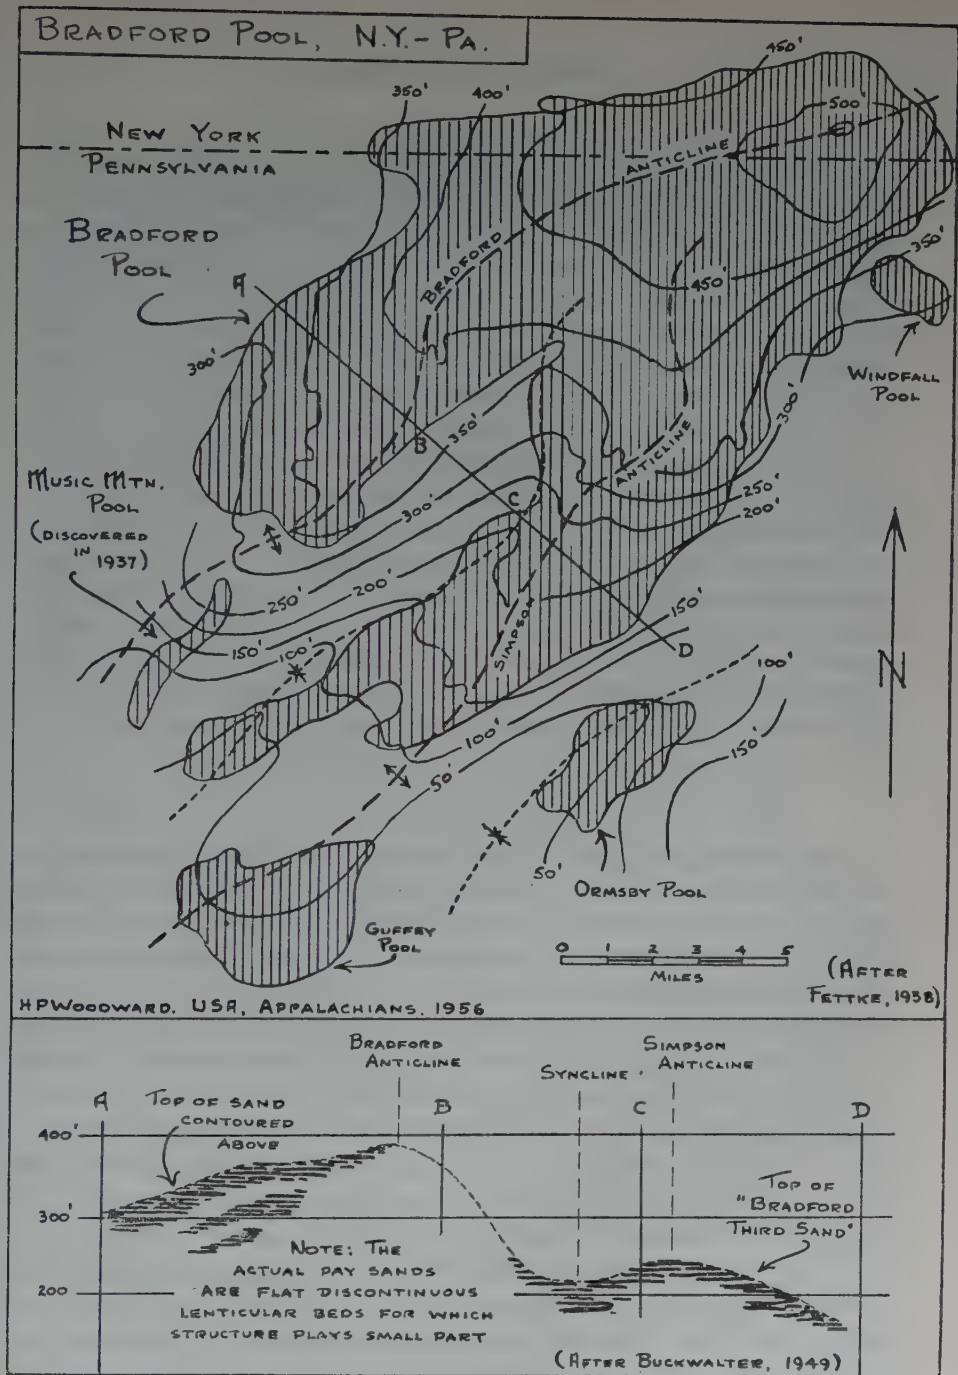 BRADFORD POOL, N.Y.-PA.
450'
350'
400'
500'
NEW YORK
PENNSYLVANIA
ANTICLINE
BRADFORD
POOL
BRADFORD
A
350'
450'
300'
WINDFALL
POOL
B
350'
300'
ANTICLINE
MUSIC MTN.
POOL
(DISCOVERED
IN
1937)
300'
C
250'
200'
250'
200'
150'
100'
SIMPSON
150'
D
N
100'
100'
150'
50'
50'
ORMSBY POOL
GUFFEY
POOL
0 1 2 3 4 5
MILES
(AFTER
FETTKE, 1938)
HPWOODWARD. USA, APPALACHIANS. 1956
BRADFORD
ANTICLINE
SIMPSON
ANTICLINE
SYNCLINE
A
TOP OF SAND
CONTOURED
ABOVE
B
C
D
400'
300'
200
TOP OF
"BRADFORD
THIRD SAND"
NOTE: THE
ACTUAL PAY SANDS
ARE FLAT DISCONTINUOUS
LENTICULAR BEDS FOR WHICH
STRUCTURE PLAYS SMALL PART
(AFTER BUCKWALTER, 1949)